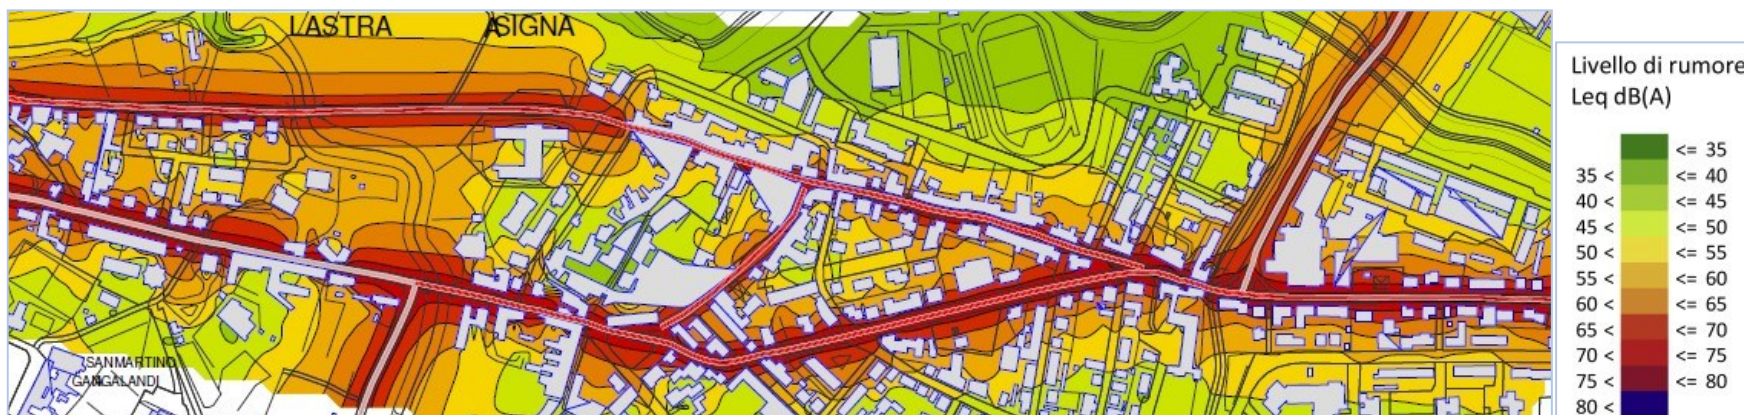 LASTRA A SIGNA
Livello di rumore
Leq dB(A)
<= 35
35 < <= 40
40 < <= 45
45 < <= 50
50 < <= 55
55 < <= 60
60 < <= 65
65 < <= 70
70 < <= 75
75 < <= 80
80 <
SANMARTINO
GANGALANDI